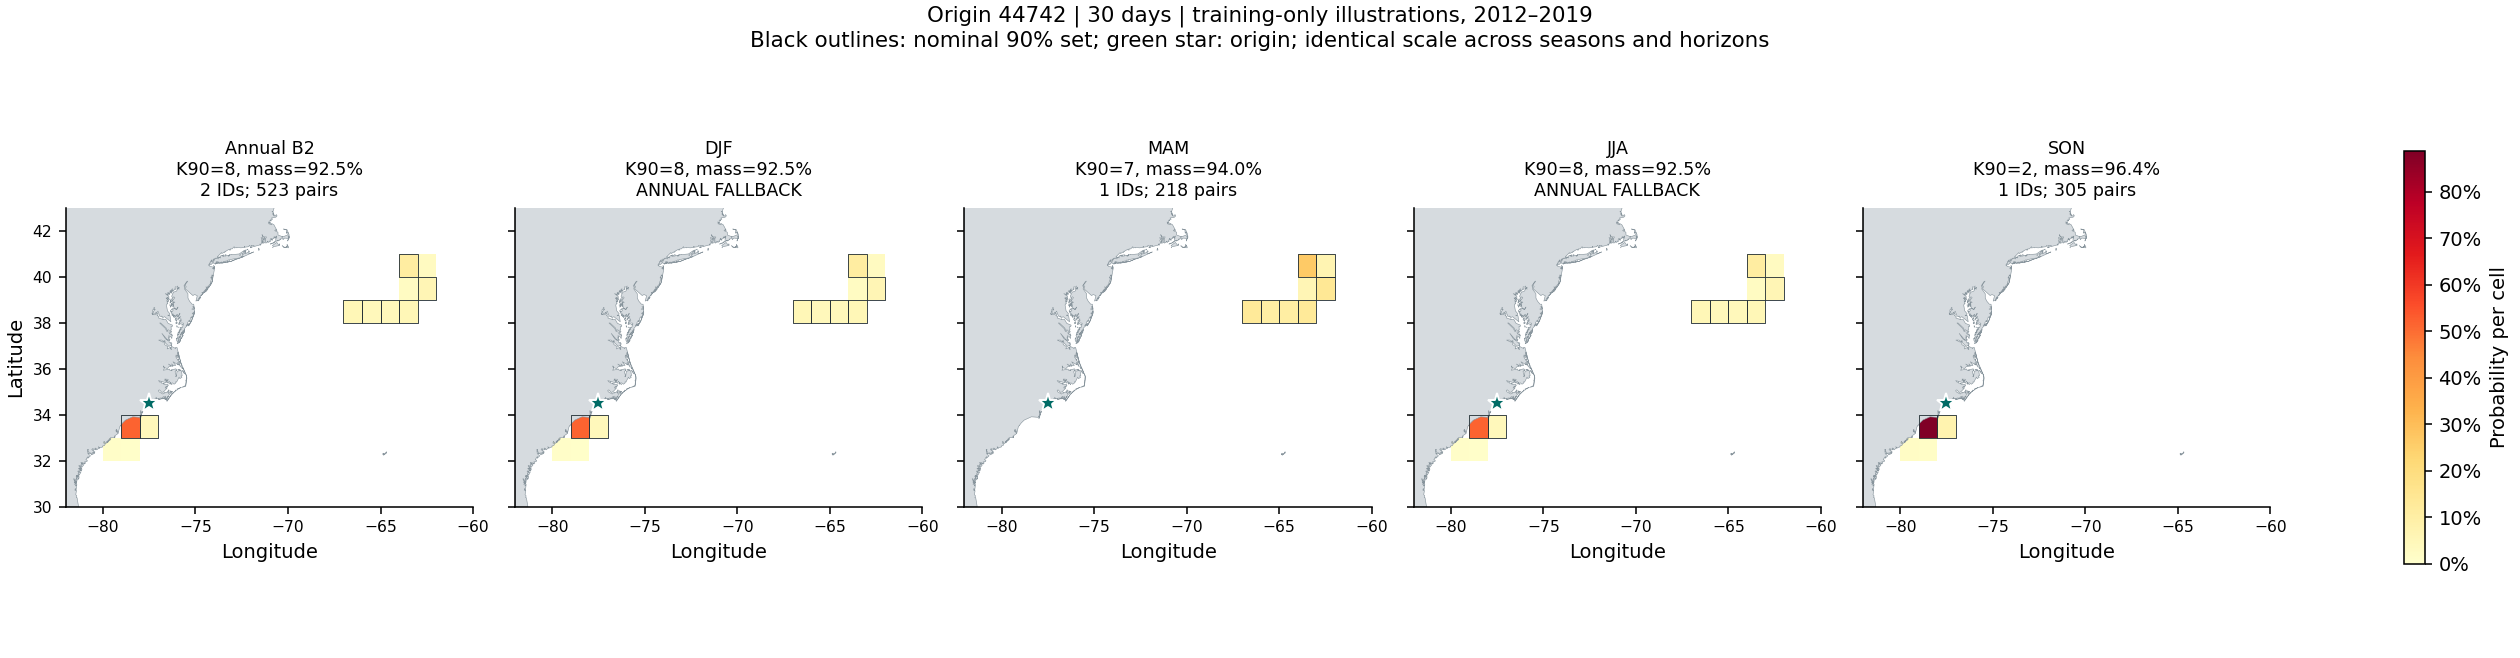 Origin 44742 | 30 days | training-only illustrations, 2012–2019
Black outlines: nominal 90% set; green star: origin; identical scale across seasons and horizons
Annual B2
K90=8, mass=92.5%
2 IDs; 523 pairs
DJF
K90=8, mass=92.5%
ANNUAL FALLBACK
MAM
K90=7, mass=94.0%
1 IDs; 218 pairs
JJA
K90=8, mass=92.5%
ANNUAL FALLBACK
SON
K90=2, mass=96.4%
1 IDs; 305 pairs
Latitude
42
40
38
36
34
32
30
−80 −75 −70 −65 −60
Longitude
−80 −75 −70 −65 −60
Longitude
−80 −75 −70 −65 −60
Longitude
−80 −75 −70 −65 −60
Longitude
−80 −75 −70 −65 −60
Longitude
80%
70%
60%
50%
40%
30%
20%
10%
0%
Probability per cell